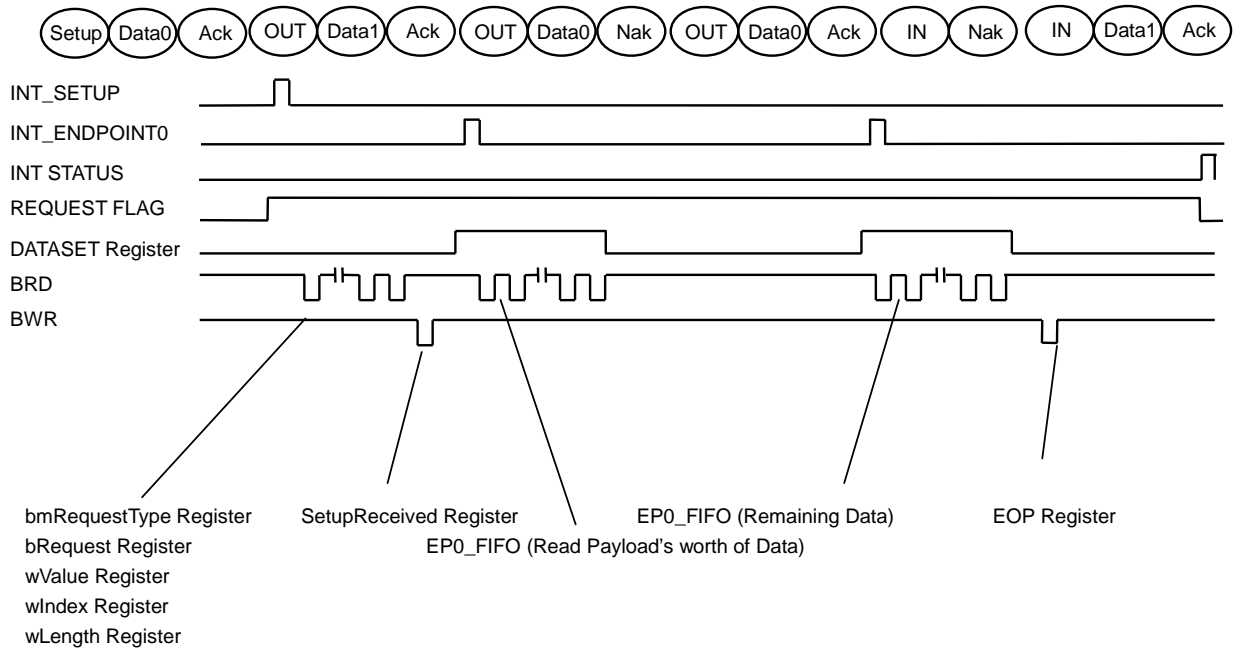 Setup Data0 Ack OUT Data1 Ack OUT Data0 Nak OUT Data0 Ack IN Nak IN Data1 Ack
INT_SETUP
INT_ENDPOINT0
INT STATUS
REQUEST FLAG
DATASET Register
BRD
BWR
bmRequestType Register SetupReceived Register EP0_FIFO (Remaining Data) EOP Register
bRequest Register EP0_FIFO (Read Payload's worth of Data)
wValue Register
wIndex Register
wLength Register